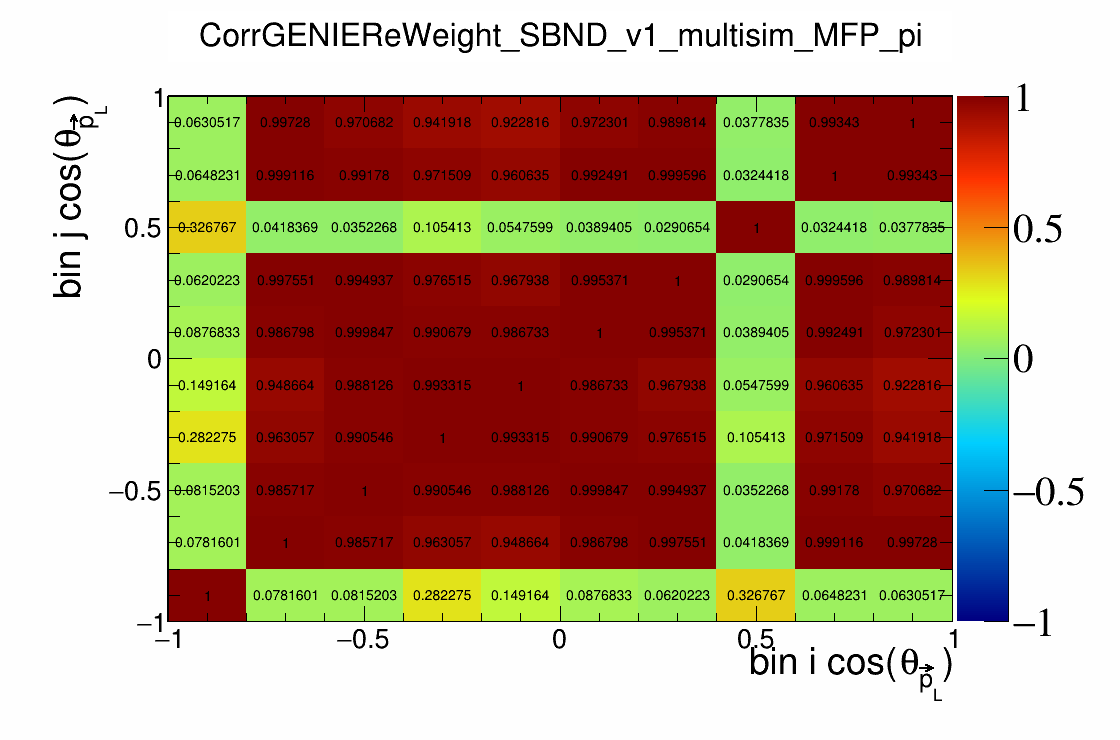 CorrGENIEReWeight_SBND_v1_multisim_MFP_pi
bin j cos(θ_p⃗_L)
1 0.0630517 0.99728 0.970682 0.941918 0.922816 0.972301 0.989814 0.0377835 0.99343 1 1
0.0648231 0.999116 0.99178 0.971509 0.960635 0.992491 0.999596 0.0324418 1 0.99343
0.5 0.326767 0.0418369 0.0352268 0.105413 0.0547599 0.0389405 0.0290654 1 0.0324418 0.0377835 0.5
0.0620223 0.997551 0.994937 0.976515 0.967938 0.995371 1 0.0290654 0.999596 0.989814
0.0876833 0.986798 0.999847 0.990679 0.986733 1 0.995371 0.0389405 0.992491 0.972301
0 0.149164 0.948664 0.988126 0.993315 1 0.986733 0.967938 0.0547599 0.960635 0.922816 0
0.282275 0.963057 0.990546 1 0.993315 0.990679 0.976515 0.105413 0.971509 0.941918
−0.5 0.0815203 0.985717 1 0.990546 0.988126 0.999847 0.994937 0.0352268 0.99178 0.970682 −0.5
0.0781601 1 0.985717 0.963057 0.948664 0.986798 0.997551 0.0418369 0.999116 0.99728
1 0.0781601 0.0815203 0.282275 0.149164 0.0876833 0.0620223 0.326767 0.0648231 0.0630517
−1 −1
−1 −0.5 0 0.5 1
bin i cos(θ_p⃗_L)